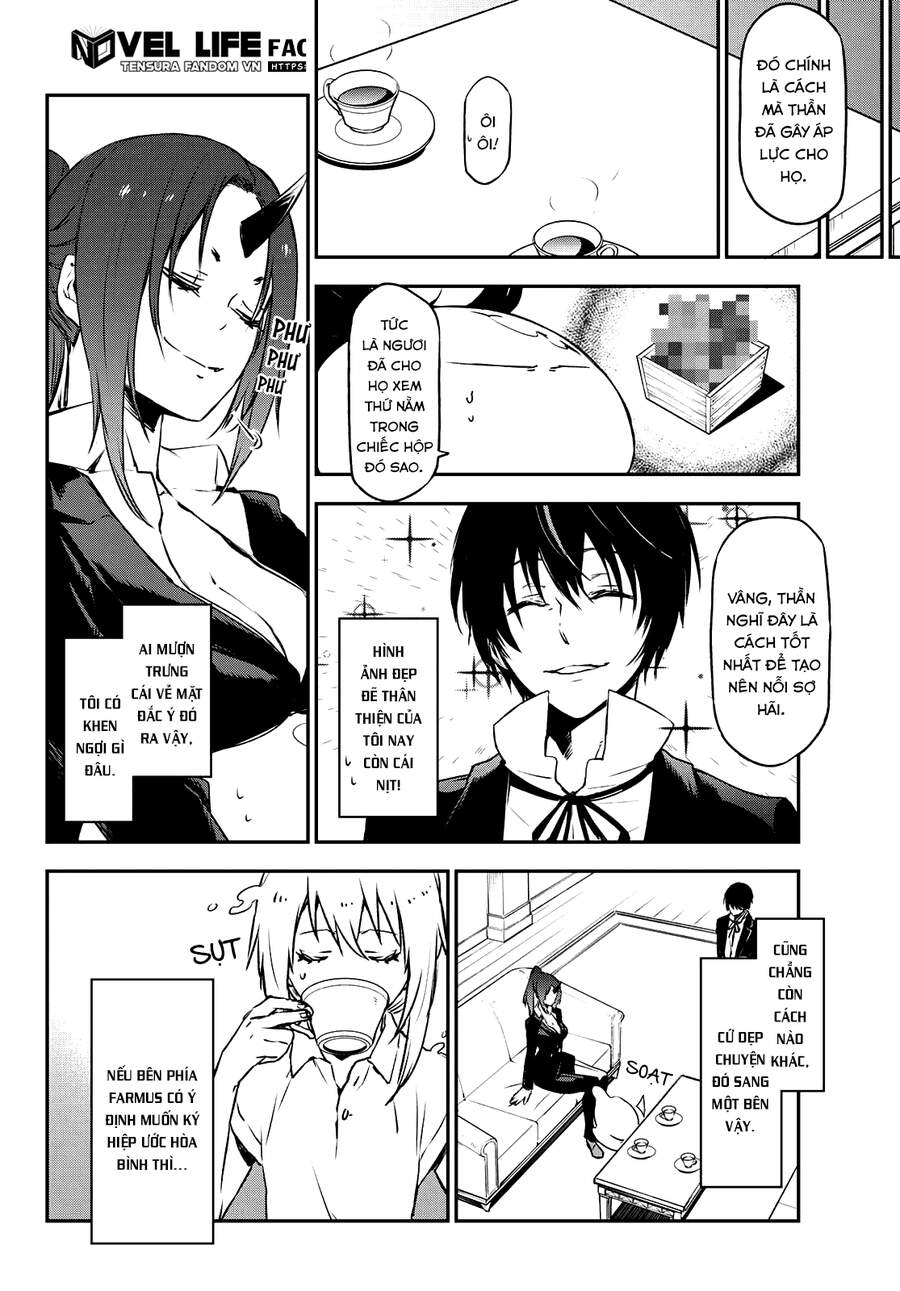 NOVEL LIFE FAC
TENSURA FANDOM VN HTTPS:
ĐÓ CHÍNH
LÀ CÁCH
MÀ THẦN
ĐÃ GÂY ÁP
LỰC CHO
HỌ.
ÔI
ÔI!
TỨC
LÀ NGƯƠI
ĐÃ CHO
HỌ XEM
THỨ NẰM
TRONG
CHIẾC HỘP
ĐÓ SAO.
VÂNG, THẦN
NGHĨ ĐÂY LÀ
CÁCH TỐT
NHẤT ĐỂ TẠO
NÊN NỖI SỢ
HÃI.
HÌNH
ẢNH ĐẸP
ĐẼ THÂN
THIỆN CỦA
TÔI NAY
CÒN CÁI
NỊT!
PHƯ
PHƯ
PHƯ
AI MƯỢN
TRƯNG
CÁI VẺ MẶT
ĐẮC Ý ĐÓ
RA VẬY,
TÔI CÓ
KHEN
NGỢI GÌ
ĐÂU.
CŨNG
CHẲNG
CÒN
CÁCH
NÀO
KHÁC,
CỨ DẸP
CHUYỆN
ĐÓ SANG
MỘT BÊN
VẬY.
SOẠT
SỤT
NẾU BÊN PHÍA
FARMUS CÓ Ý
ĐỊNH MUỐN KÝ
HIỆP ƯỚC HÒA
BÌNH THÌ...